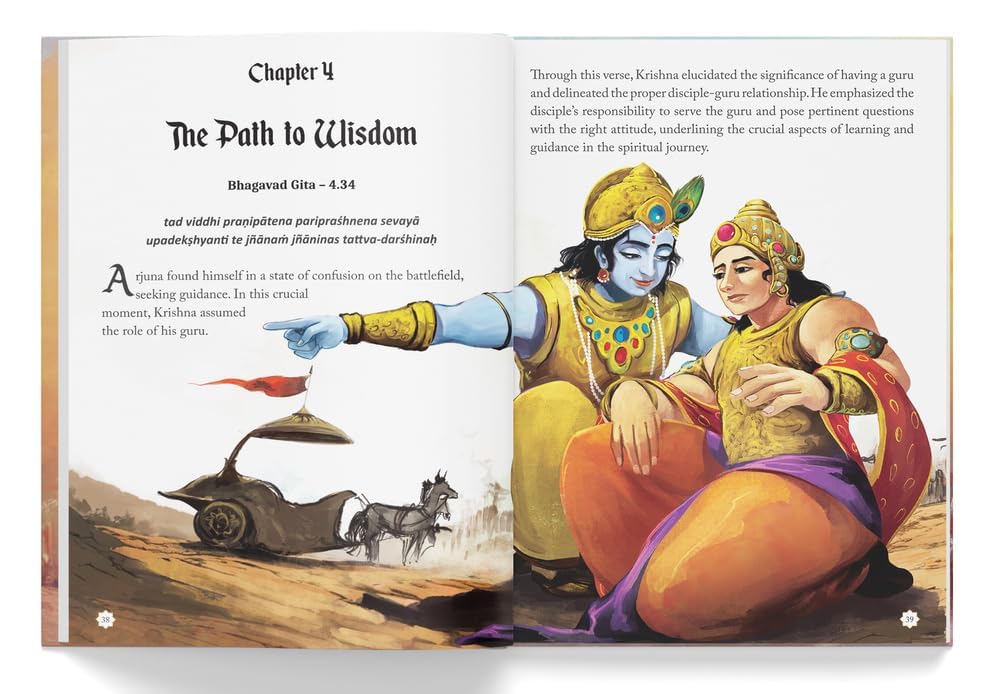 Chapter 4
The Path to Wisdom
Bhagavad Gita – 4.34
tad viddhi praṇipātena paripraśhnena sevayā
upadekṣhyanti te jñānaṁ jñāninas tattva-darśhinaḥ
Arjuna found himself in a state of confusion on the battlefield,
seeking guidance. In this crucial
moment, Krishna assumed
the role of his guru.
38
Through this verse, Krishna elucidated the significance of having a guru
and delineated the proper disciple-guru relationship. He emphasized the
disciple's responsibility to serve the guru and pose pertinent questions
with the right attitude, underlining the crucial aspects of learning and
guidance in the spiritual journey.
39